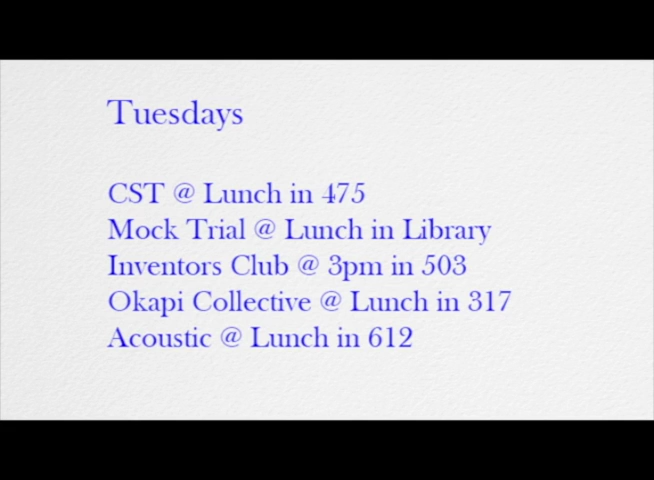 Tuesdays
CST @ Lunch in 475
Mock Trial @ Lunch in Library
Inventors Club @ 3pm in 503
Okapi Collective @ Lunch in 317
Acoustic @ Lunch in 612